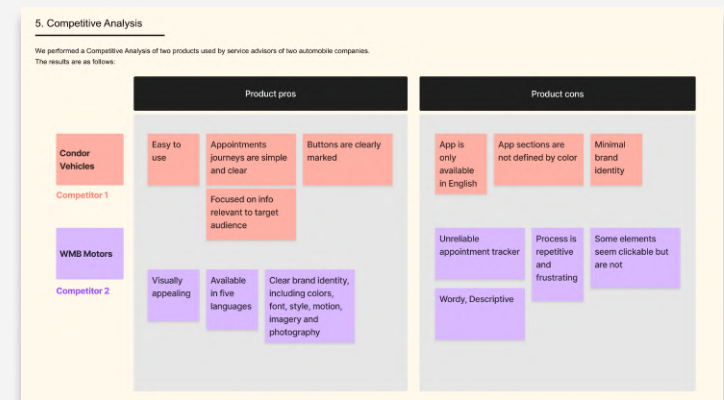 5. Competitive Analysis
We performed a Competitive Analysis of two products used by service advisors of two automobile companies.
The results are as follows:
Product pros
Product cons
Condor
Vehicles
Competitor 1
Easy to
use
Appointments
journeys are simple
and clear
Buttons are clearly
marked
Focused on info
relevant to target
audience
App is
only
available
in English
App sections are
not defined by color
Minimal
brand
identity
WMB Motors
Competitor 2
Visually
appealing
Available
in five
languages
Clear brand identity,
including colors,
font, style, motion,
imagery and
photography
Unreliable
appointment tracker
Process is
repetitive
and
frustrating
Some elements
seem clickable but
are not
Wordy, Descriptive